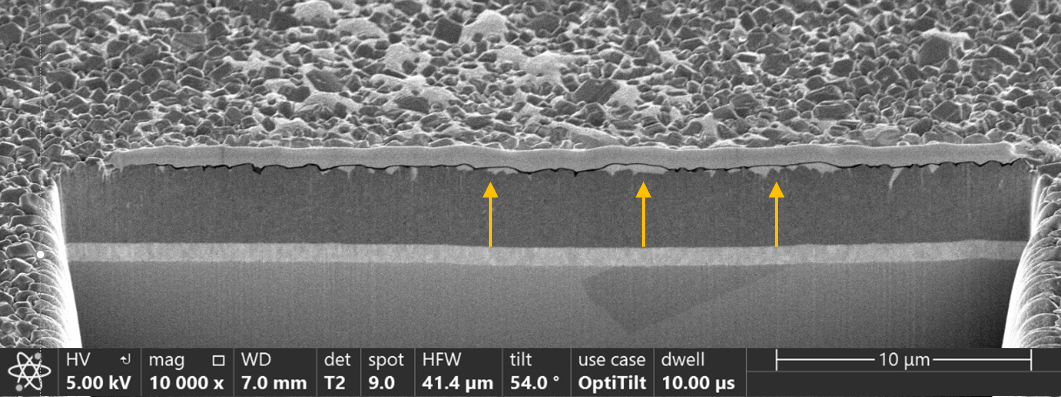 HV mag WD det spot HFW tilt use case dwell
5.00 kV 10 000 x 7.0 mm T2 9.0 41.4 µm 54.0 ° OptiTilt 10.00 µs
10 µm